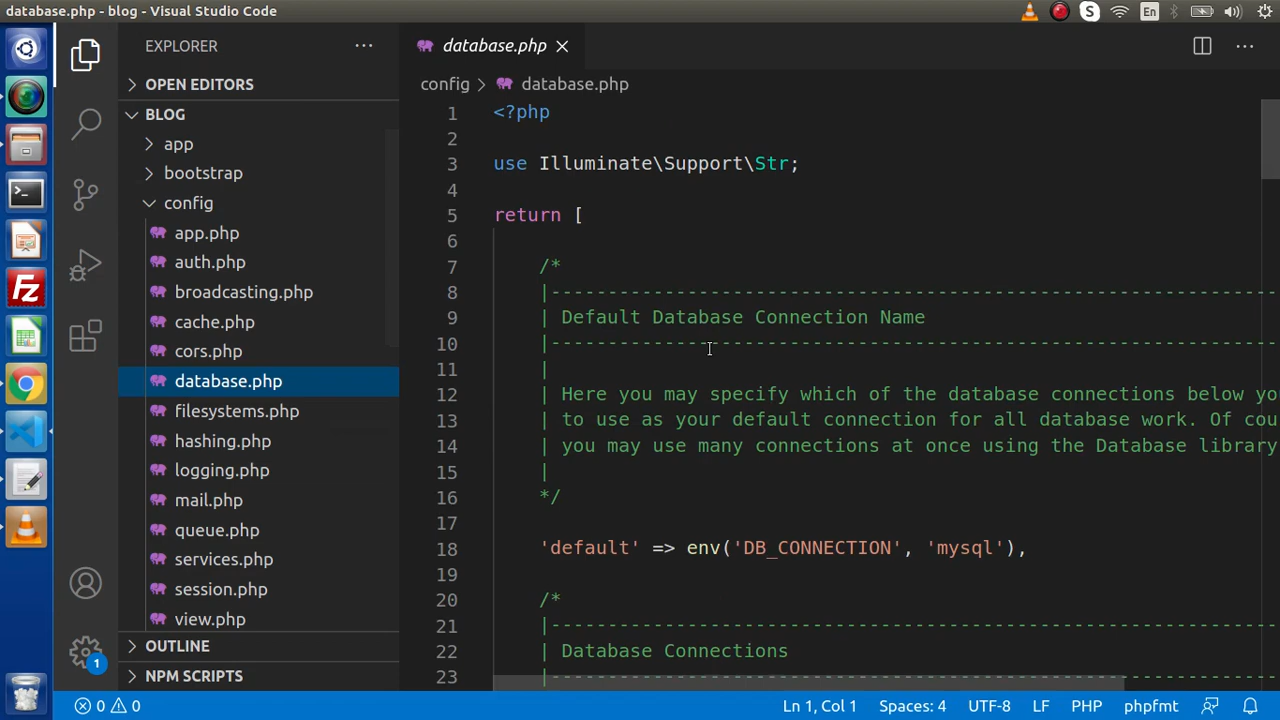 database.php - blog - Visual Studio Code
S
En
EXPLORER
OPEN EDITORS
BLOG
app
bootstrap
config
app.php
auth.php
broadcasting.php
cache.php
cors.php
database.php
filesystems.php
hashing.php
logging.php
mail.php
queue.php
services.php
session.php
view.php
OUTLINE
NPM SCRIPTS
Fz
1
database.php
config > database.php
1 <?php
2
3 use Illuminate\Support\Str;
4
5 return [
6
7 /*
8 |--------------------------------------------------------------------------
9 | Default Database Connection Name
10 |--------------------------------------------------------------------------
11 |
12 | Here you may specify which of the database connections below yo
13 | to use as your default connection for all database work. Of cou
14 | you may use many connections at once using the Database library
15 |
16 */
17
18 'default' => env('DB_CONNECTION', 'mysql'),
19
20 /*
21 |--------------------------------------------------------------------------
22 | Database Connections
23 |--------------------------------------------------------------------------
0 0 Ln 1, Col 1 Spaces: 4 UTF-8 LF PHP phpfmt